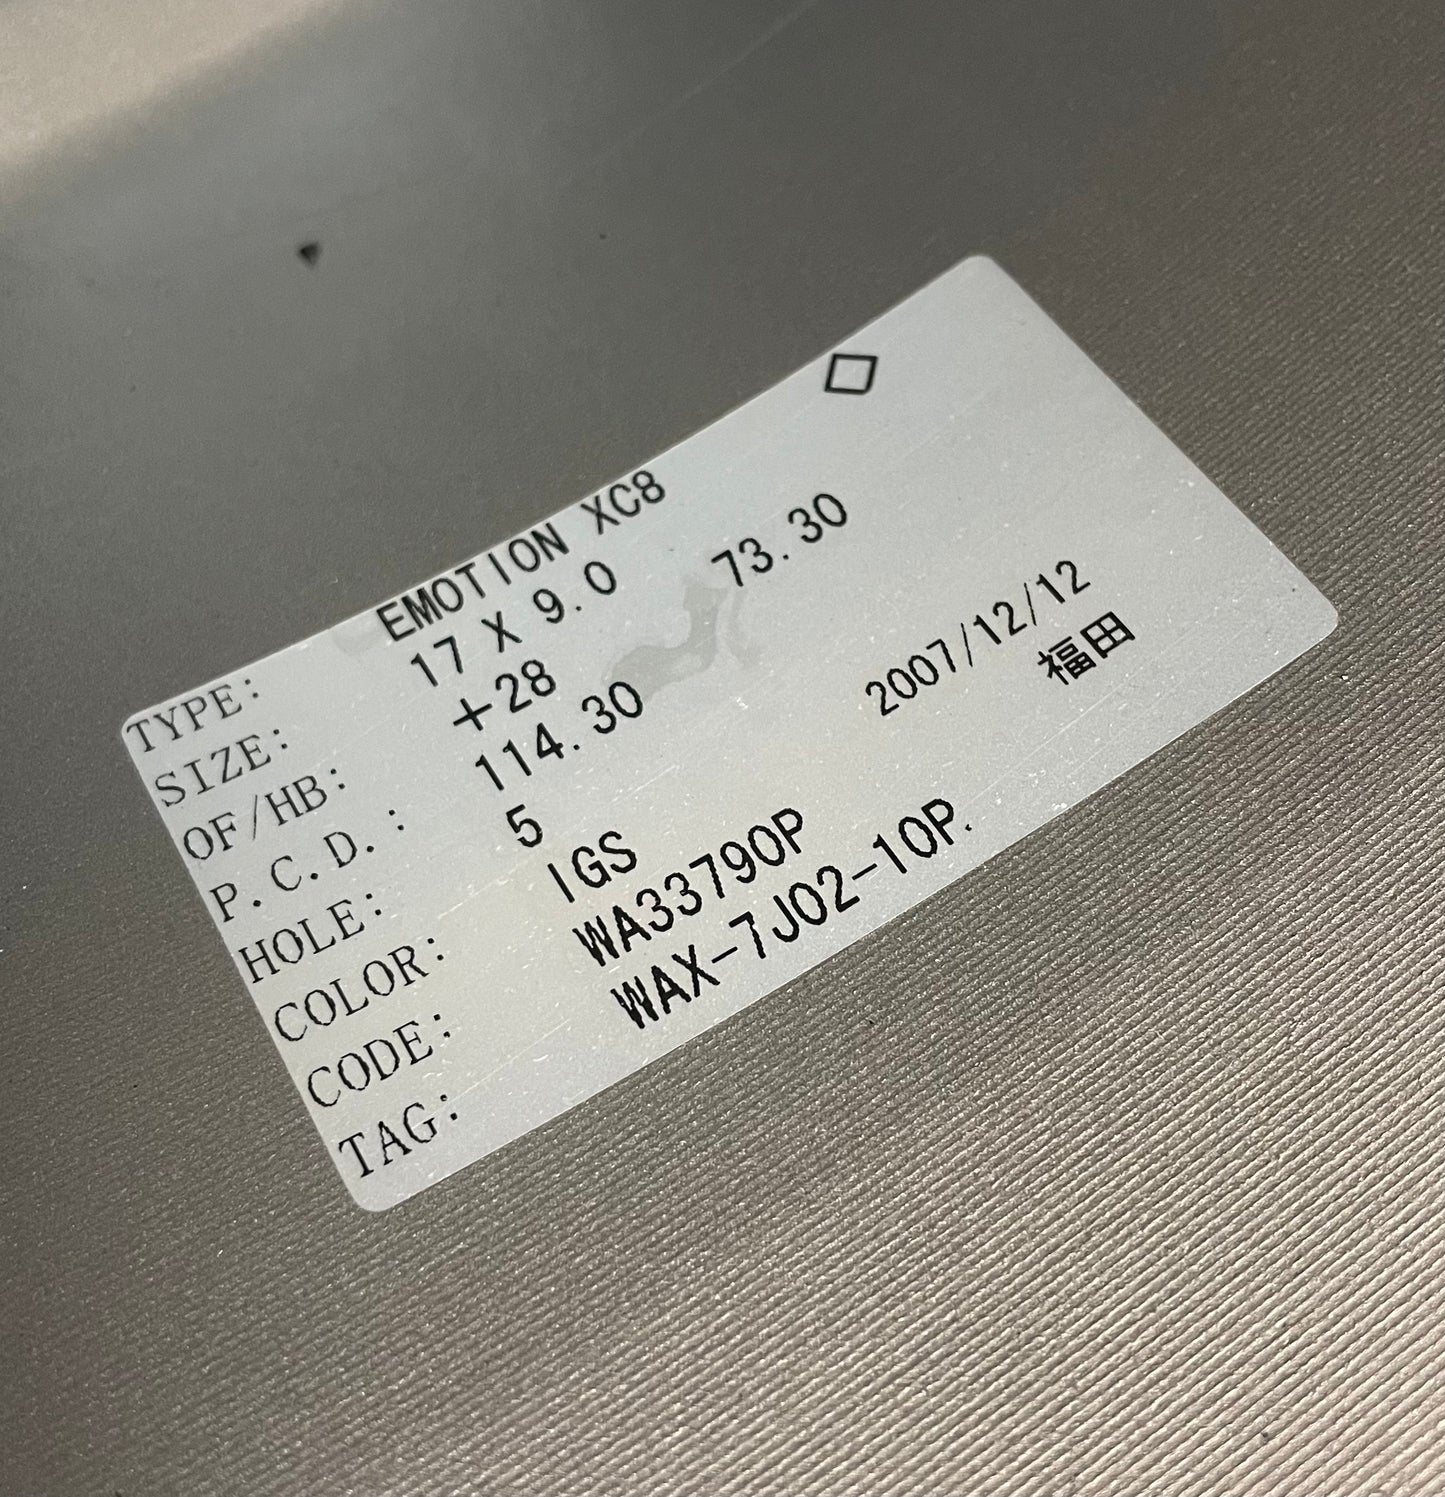 ◇
TYPE: EMOTION XC8
SIZE: 17 X 9.0
OF/HB: +28 73.30
P.C.D.: 114.30
HOLE: 5
COLOR: IGS 2007/12/12
CODE: WA33790P 福田
TAG: WAX-7J02-10P.